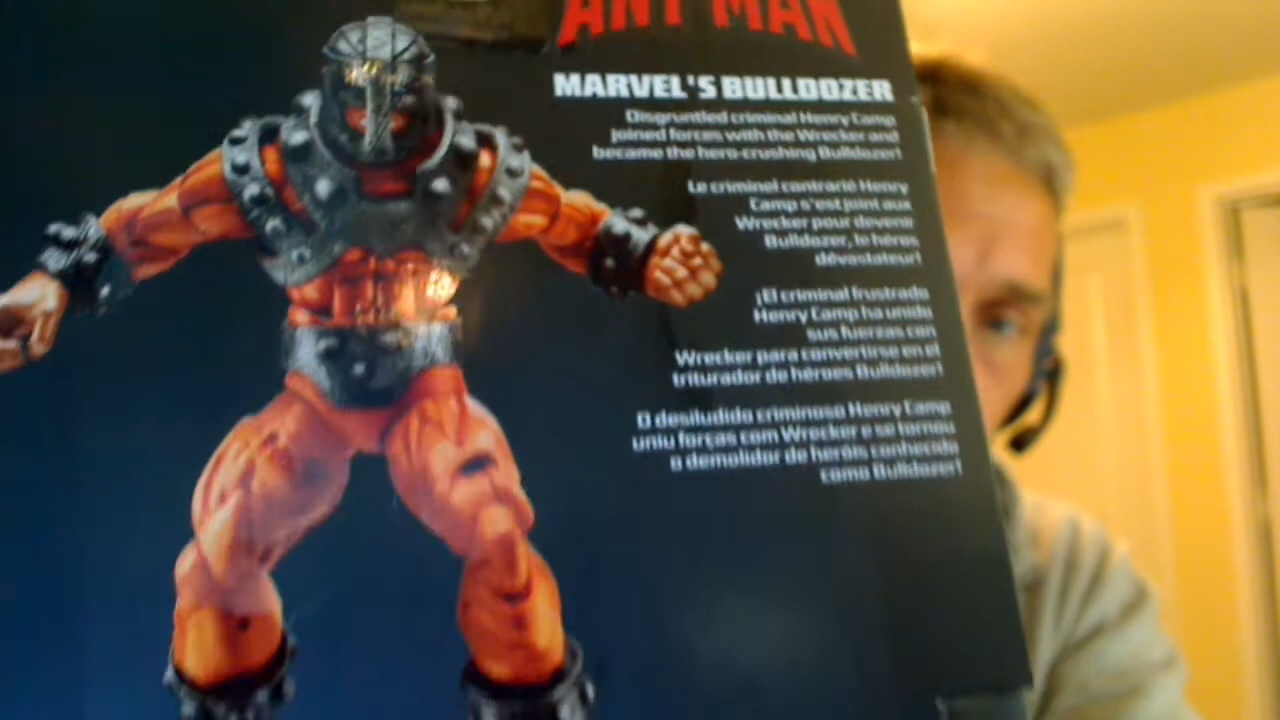 ANT MAN
MARVEL'S BULLDOZER
Disgruntled criminal Henry Camp
joined forces with the Wrecker and
became the hero-crushing Bulldozer!
Le criminel contrarié Henry
Camp s'est joint aux
Wrecker pour devenir
Bulldozer, le héros
dévastateur!
¡El criminal frustrado
Henry Camp ha unido
sus fuerzas con
Wrecker para convertirse en el
triturador de héroes Bulldozer!
O desiludido criminoso Henry Camp
uniu forças com Wrecker e se tornou
o demolidor de heróis conhecido
como Bulldozer!